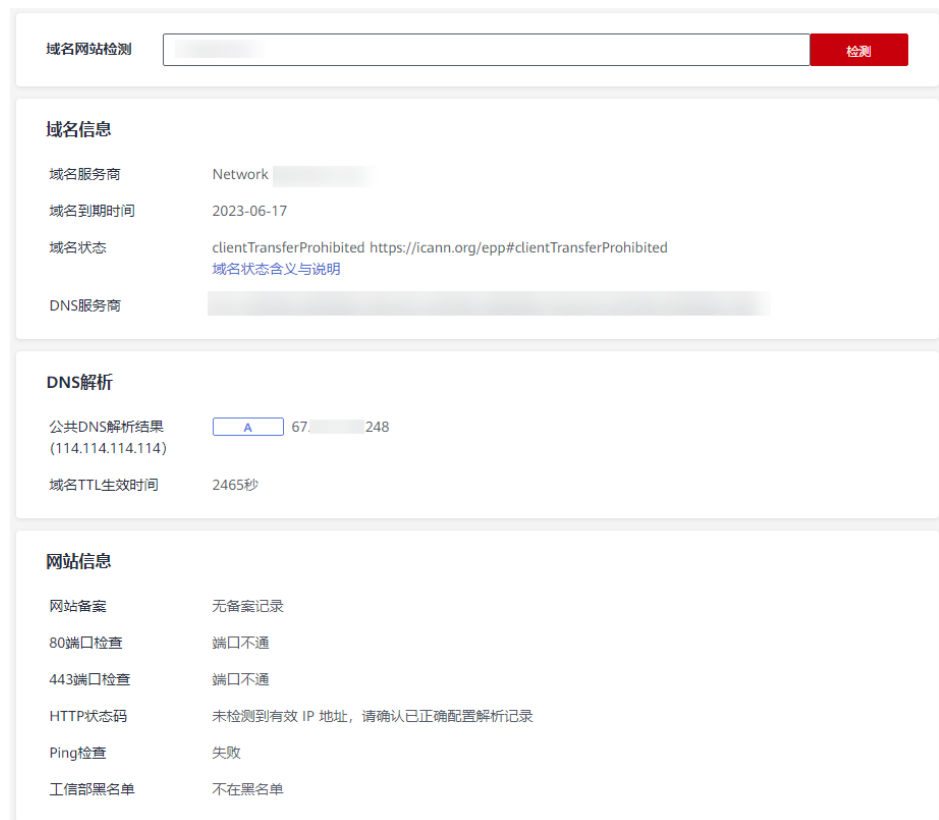 域名网站检测
检测
域名信息
域名服务商 Network
域名到期时间 2023-06-17
域名状态 clientTransferProhibited https://icann.org/epp#clientTransferProhibited
域名状态含义与说明
DNS服务商
DNS解析
公共DNS解析结果 A 67. 248
(114.114.114.114)
域名TTL生效时间 2465秒
网站信息
网站备案 无备案记录
80端口检查 端口不通
443端口检查 端口不通
HTTP状态码 未检测到有效 IP 地址，请确认已正确配置解析记录
Ping检查 失败
工信部黑名单 不在黑名单